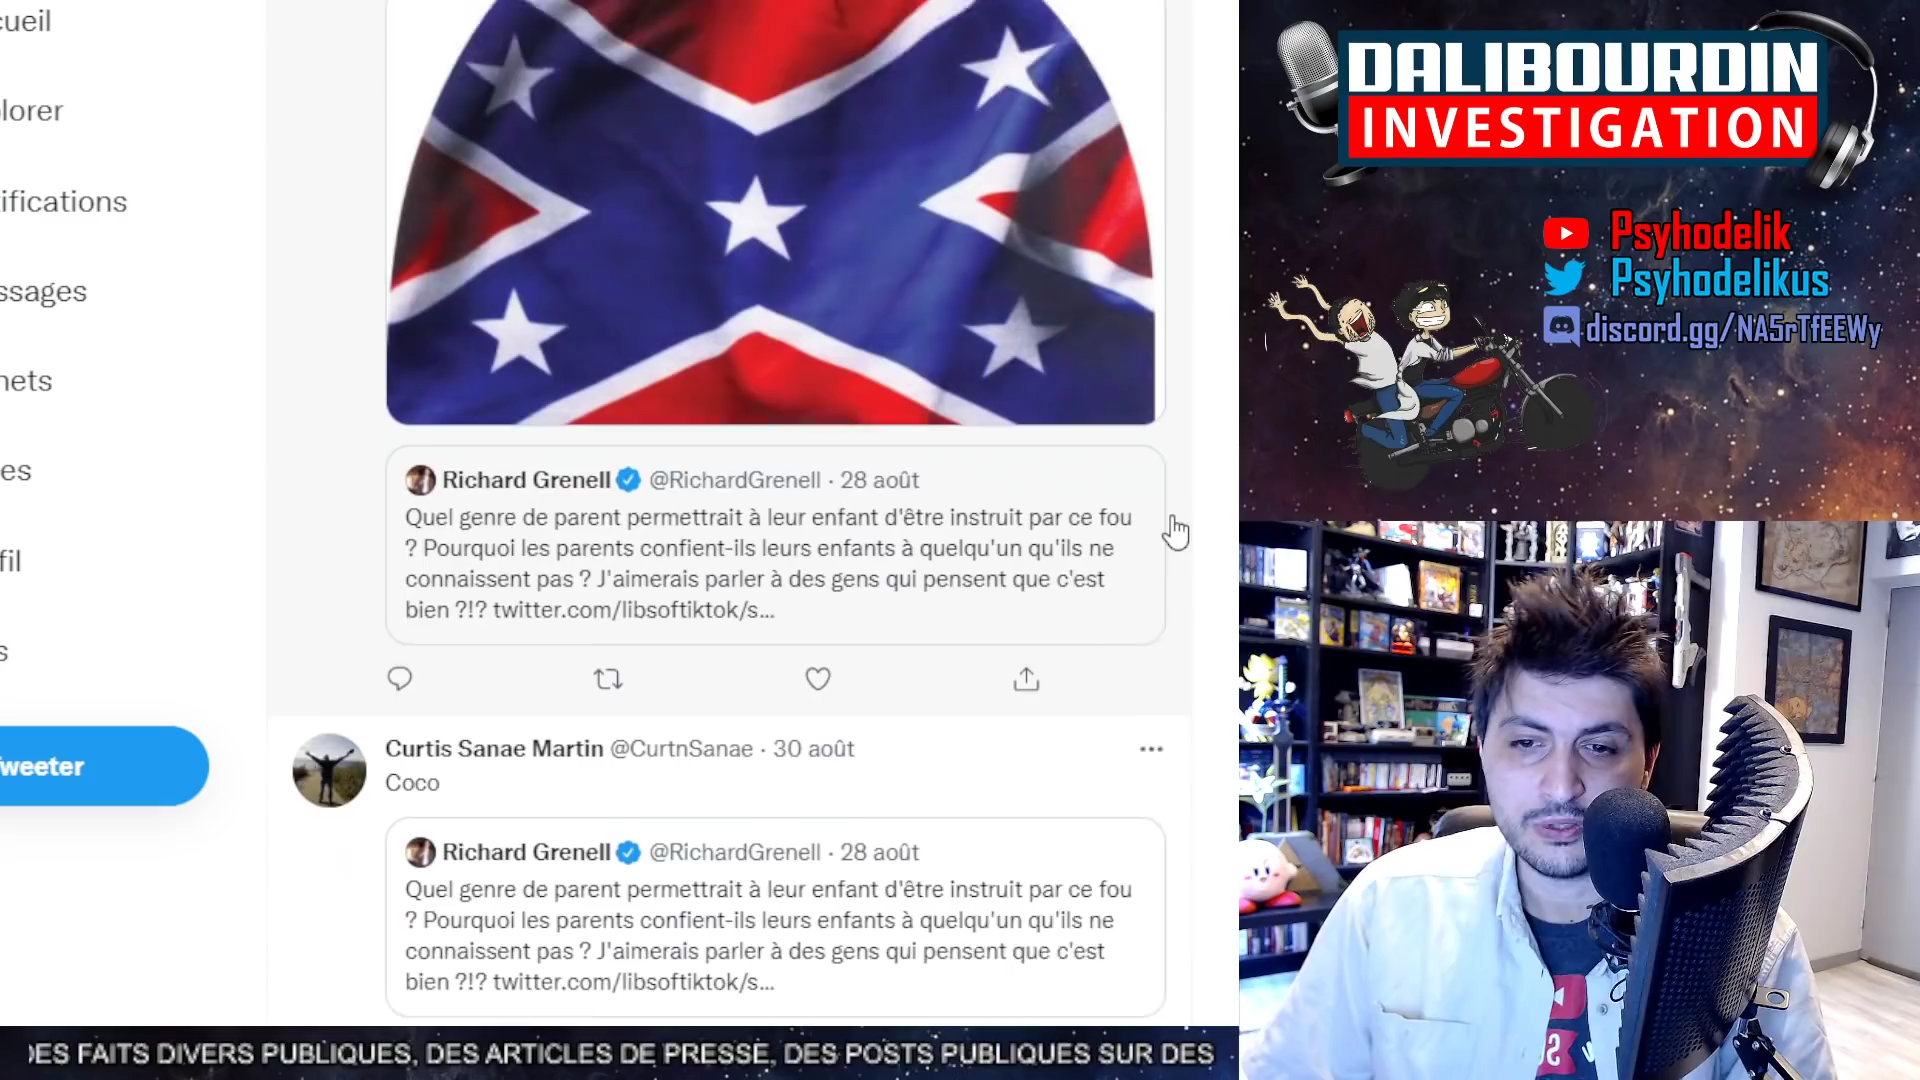 cueil
lorer
ifications
ssages
nets
es
fil
s
Tweeter
Richard Grenell @RichardGrenell · 28 août
Quel genre de parent permettrait à leur enfant d'être instruit par ce fou
? Pourquoi les parents confient-ils leurs enfants à quelqu'un qu'ils ne
connaissent pas ? J'aimerais parler à des gens qui pensent que c'est
bien ?!? twitter.com/libsoftiktok/s...
Curtis Sanae Martin @CurtnSanae · 30 août
Coco
Richard Grenell @RichardGrenell · 28 août
Quel genre de parent permettrait à leur enfant d'être instruit par ce fou
? Pourquoi les parents confient-ils leurs enfants à quelqu'un qu'ils ne
connaissent pas ? J'aimerais parler à des gens qui pensent que c'est
bien ?!? twitter.com/libsoftiktok/s...
DES FAITS DIVERS PUBLIQUES, DES ARTICLES DE PRESSE, DES POSTS PUBLIQUES SUR DES
DALIBOURDIN
INVESTIGATION
Psyhodelik
Psyhodelikus
discord.gg/NA5rTfEEWy